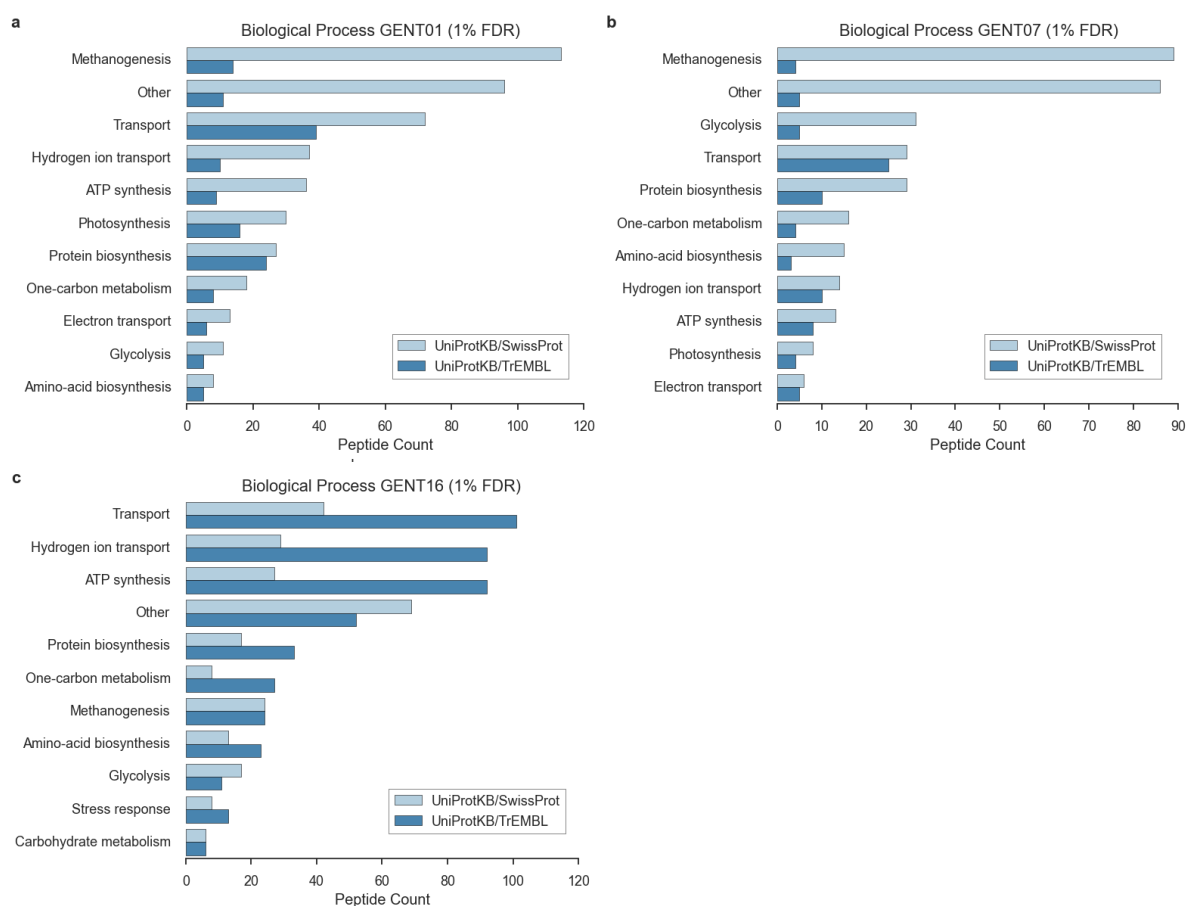 a
Biological Process GENT01 (1% FDR)
Methanogenesis
Other
Transport
Hydrogen ion transport
ATP synthesis
Photosynthesis
Protein biosynthesis
One-carbon metabolism
Electron transport
Glycolysis
Amino-acid biosynthesis
UniProtKB/SwissProt
UniProtKB/TrEMBL
0 20 40 60 80 100 120
Peptide Count
b
Biological Process GENT07 (1% FDR)
Methanogenesis
Other
Glycolysis
Transport
Protein biosynthesis
One-carbon metabolism
Amino-acid biosynthesis
Hydrogen ion transport
ATP synthesis
Photosynthesis
Electron transport
UniProtKB/SwissProt
UniProtKB/TrEMBL
0 10 20 30 40 50 60 70 80 90
Peptide Count
c
Biological Process GENT16 (1% FDR)
Transport
Hydrogen ion transport
ATP synthesis
Other
Protein biosynthesis
One-carbon metabolism
Methanogenesis
Amino-acid biosynthesis
Glycolysis
Stress response
Carbohydrate metabolism
UniProtKB/SwissProt
UniProtKB/TrEMBL
0 20 40 60 80 100 120
Peptide Count